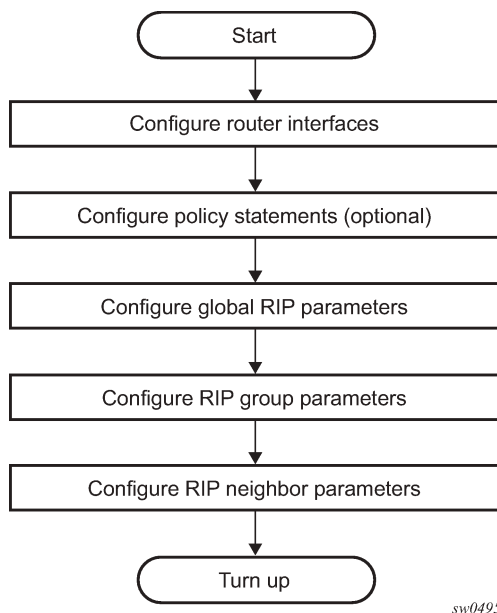 Start
Configure router interfaces
Configure policy statements (optional)
Configure global RIP parameters
Configure RIP group parameters
Configure RIP neighbor parameters
Turn up